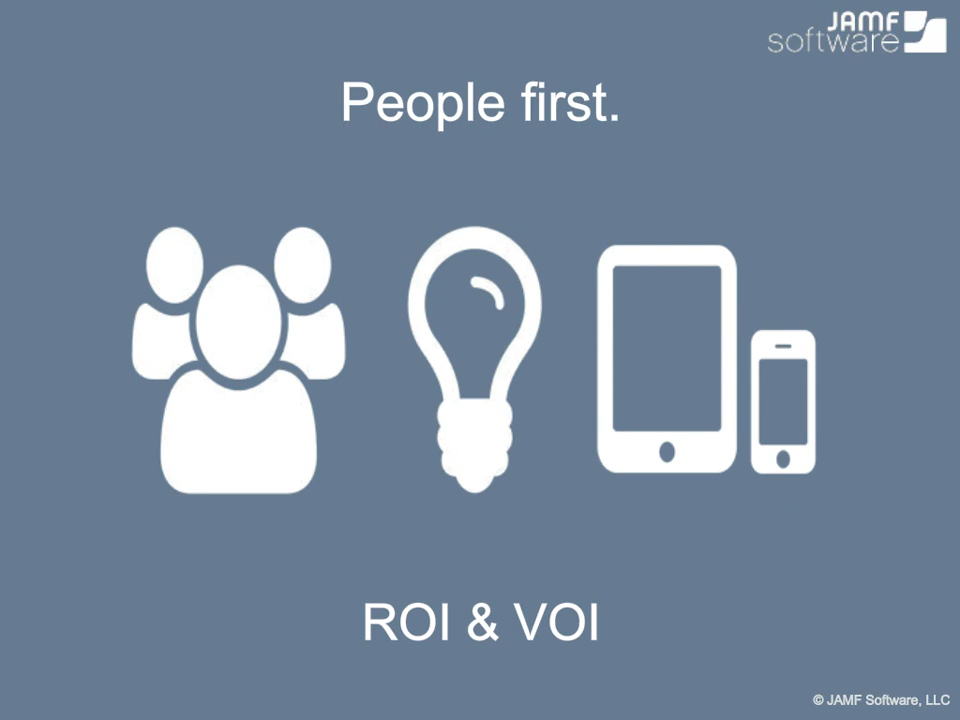 JAMF
software
People first.
ROI & VOI
© JAMF Software, LLC